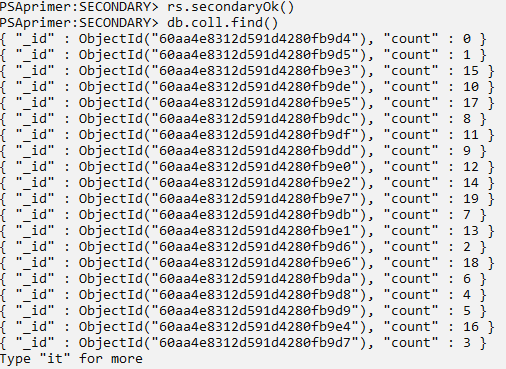 PSAprimer:SECONDARY> rs.secondaryOk()
PSAprimer:SECONDARY> db.coll.find()
{ "_id" : ObjectId("60aa4e8312d591d4280fb9d4"), "count" : 0 }
{ "_id" : ObjectId("60aa4e8312d591d4280fb9d5"), "count" : 1 }
{ "_id" : ObjectId("60aa4e8312d591d4280fb9e3"), "count" : 15 }
{ "_id" : ObjectId("60aa4e8312d591d4280fb9de"), "count" : 10 }
{ "_id" : ObjectId("60aa4e8312d591d4280fb9e5"), "count" : 17 }
{ "_id" : ObjectId("60aa4e8312d591d4280fb9dc"), "count" : 8 }
{ "_id" : ObjectId("60aa4e8312d591d4280fb9df"), "count" : 11 }
{ "_id" : ObjectId("60aa4e8312d591d4280fb9dd"), "count" : 9 }
{ "_id" : ObjectId("60aa4e8312d591d4280fb9e0"), "count" : 12 }
{ "_id" : ObjectId("60aa4e8312d591d4280fb9e2"), "count" : 14 }
{ "_id" : ObjectId("60aa4e8312d591d4280fb9e7"), "count" : 19 }
{ "_id" : ObjectId("60aa4e8312d591d4280fb9db"), "count" : 7 }
{ "_id" : ObjectId("60aa4e8312d591d4280fb9e1"), "count" : 13 }
{ "_id" : ObjectId("60aa4e8312d591d4280fb9d6"), "count" : 2 }
{ "_id" : ObjectId("60aa4e8312d591d4280fb9e6"), "count" : 18 }
{ "_id" : ObjectId("60aa4e8312d591d4280fb9da"), "count" : 6 }
{ "_id" : ObjectId("60aa4e8312d591d4280fb9d8"), "count" : 4 }
{ "_id" : ObjectId("60aa4e8312d591d4280fb9d9"), "count" : 5 }
{ "_id" : ObjectId("60aa4e8312d591d4280fb9e4"), "count" : 16 }
{ "_id" : ObjectId("60aa4e8312d591d4280fb9d7"), "count" : 3 }
Type "it" for more